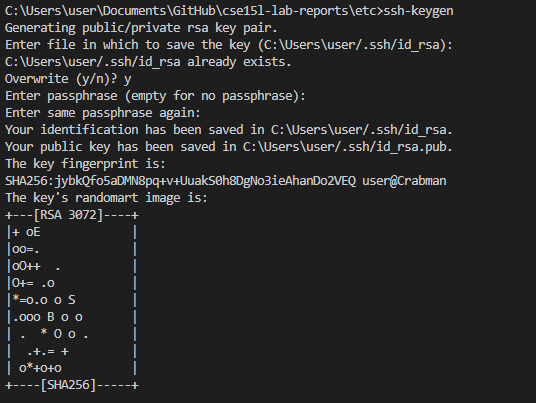 C:\Users\user\Documents\GitHub\cse15l-lab-reports\etc>ssh-keygen
Generating public/private rsa key pair.
Enter file in which to save the key (C:\Users\user/.ssh/id_rsa):
C:\Users\user/.ssh/id_rsa already exists.
Overwrite (y/n)? y
Enter passphrase (empty for no passphrase):
Enter same passphrase again:
Your identification has been saved in C:\Users\user/.ssh/id_rsa.
Your public key has been saved in C:\Users\user/.ssh/id_rsa.pub.
The key fingerprint is:
SHA256:jybkQfo5aDMN8pq+v+UuakS0h8DgNo3ieAhanDo2VEQ user@Crabman
The key's randomart image is:
+---[RSA 3072]----+
|+ oE             |
|oo=.             |
|oO++  .          |
|O+= .o           |
|*=o.o o S        |
|.ooo B o o       |
| .  * O o .      |
|  .+.= +         |
| o*+o+o          |
+----[SHA256]-----+